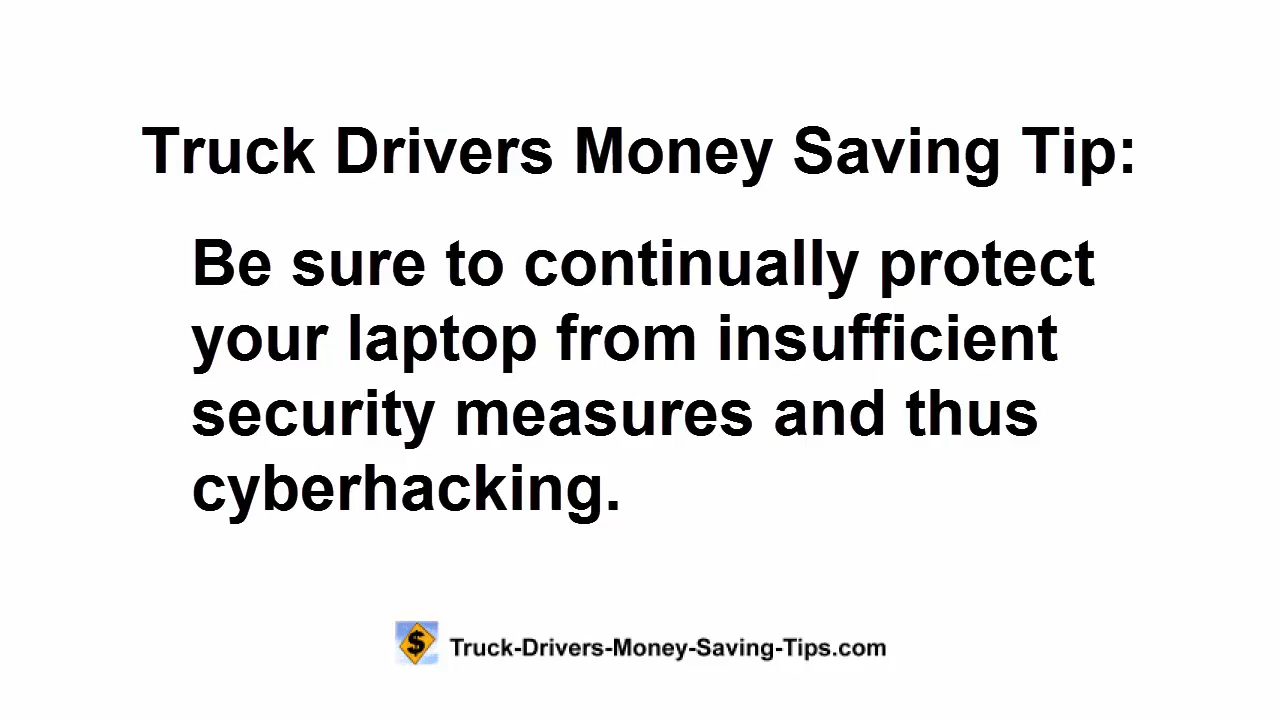 Truck Drivers Money Saving Tip:
Be sure to continually protect
your laptop from insufficient
security measures and thus
cyberhacking.
$
Truck-Drivers-Money-Saving-Tips.com